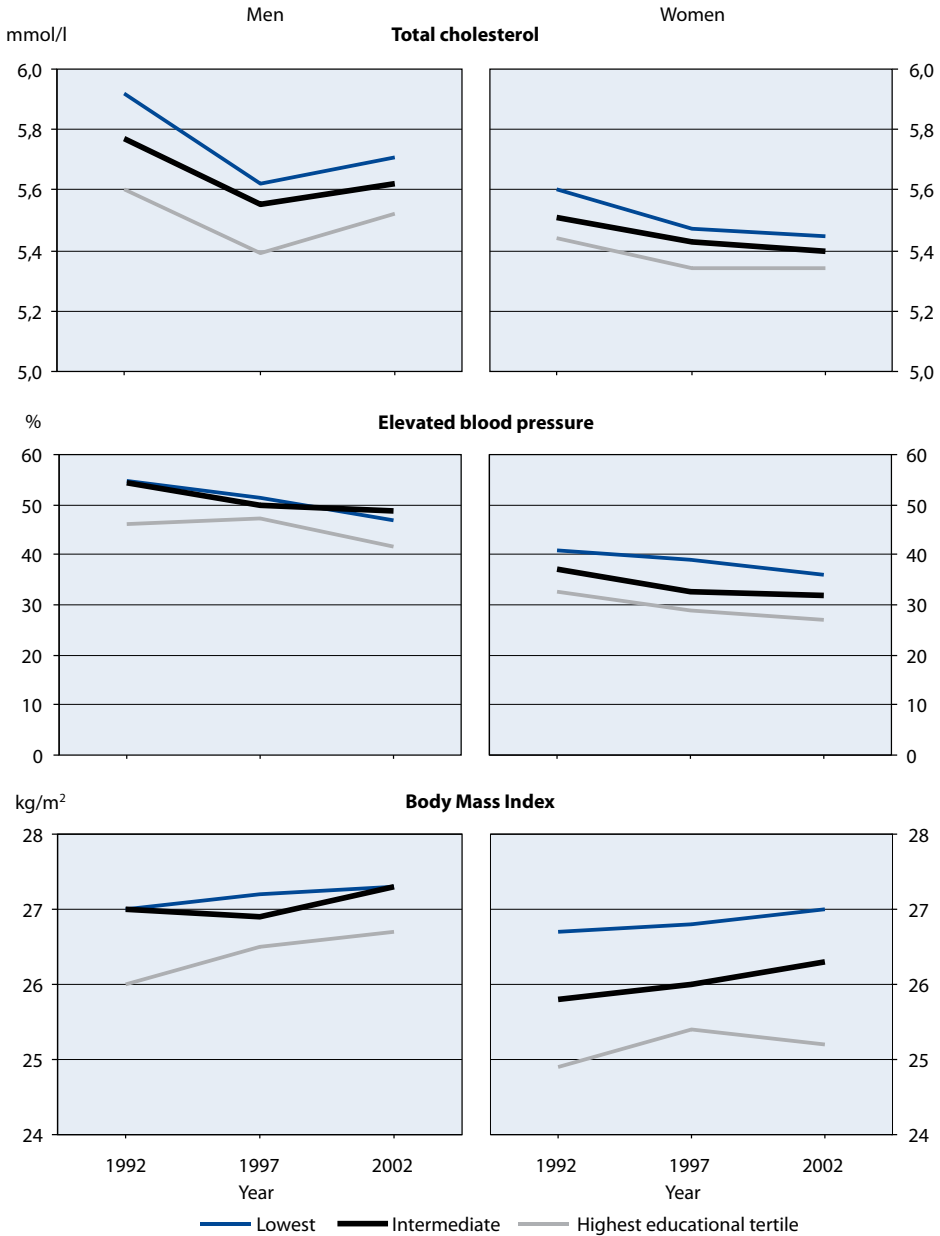 Men Women
mmol/l Total cholesterol
6,0 6,0
5,8 5,8
5,6 5,6
5,4 5,4
5,2 5,2
5,0 5,0
% Elevated blood pressure
60 60
50 50
40 40
30 30
20 20
10 10
0 0
kg/m² Body Mass Index
28 28
27 27
26 26
25 25
24 24
1992 1997 2002 1992 1997 2002
Year Year
Lowest Intermediate Highest educational tertile